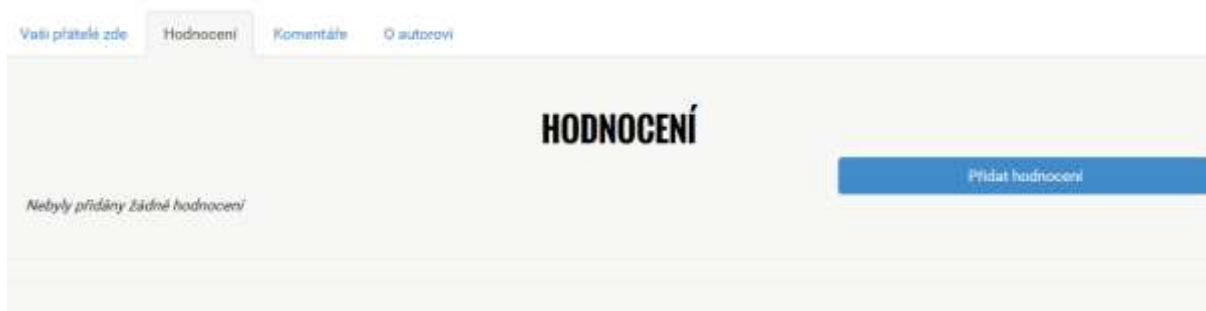 Vaši přátelé zde Hodnocení Komentáře O autorovi
HODNOCENÍ
Přidat hodnocení
Nebyly přidány žádné hodnocení